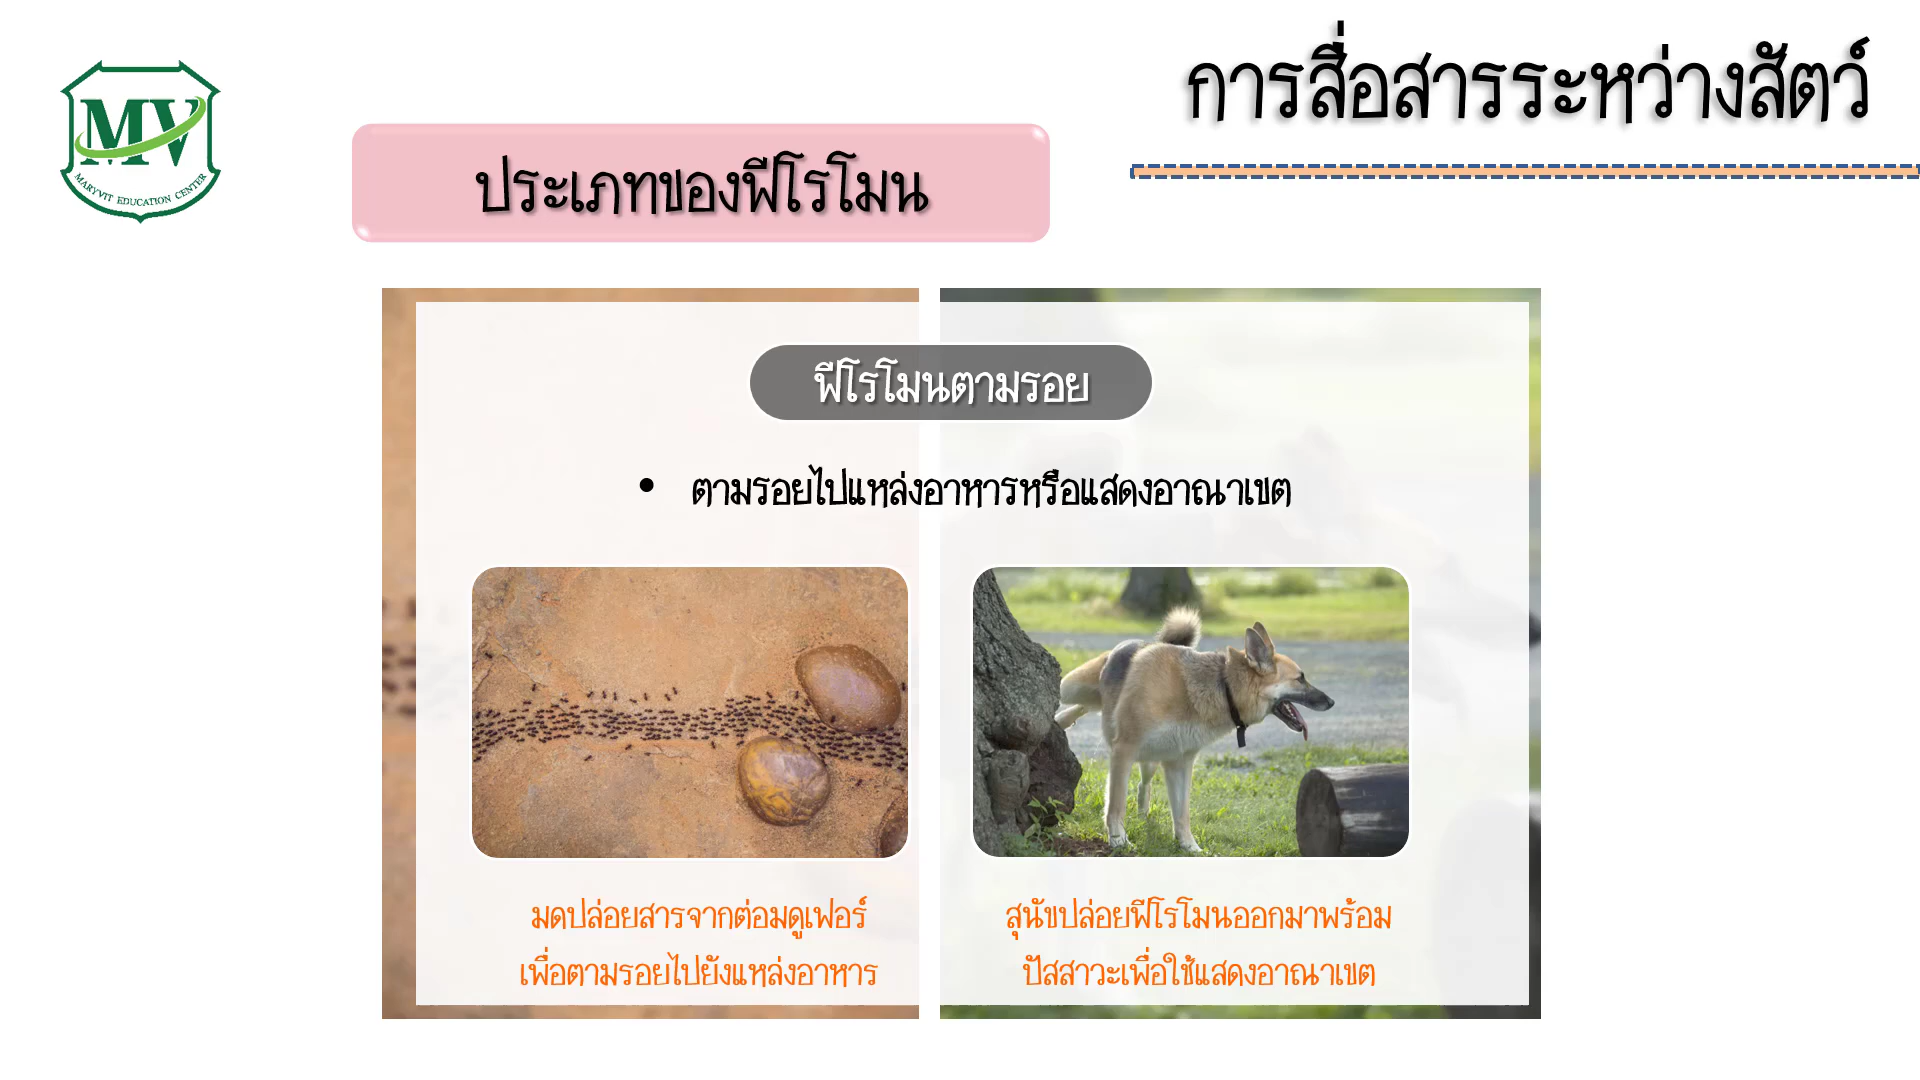 การสื่อสารระหว่างสัตว์
MV
MARYVIT EDUCATION CENTER
ประเภทของฟีโรโมน
ฟีโรโมนตามรอย
• ตามรอยไปแหล่งอาหารหรือแสดงอาณาเขต
มดปล่อยสารจากต่อมดูเฟอร์
เพื่อตามรอยไปยังแหล่งอาหาร
สุนัขปล่อยฟีโรโมนออกมาพร้อม
ปัสสาวะเพื่อใช้แสดงอาณาเขต